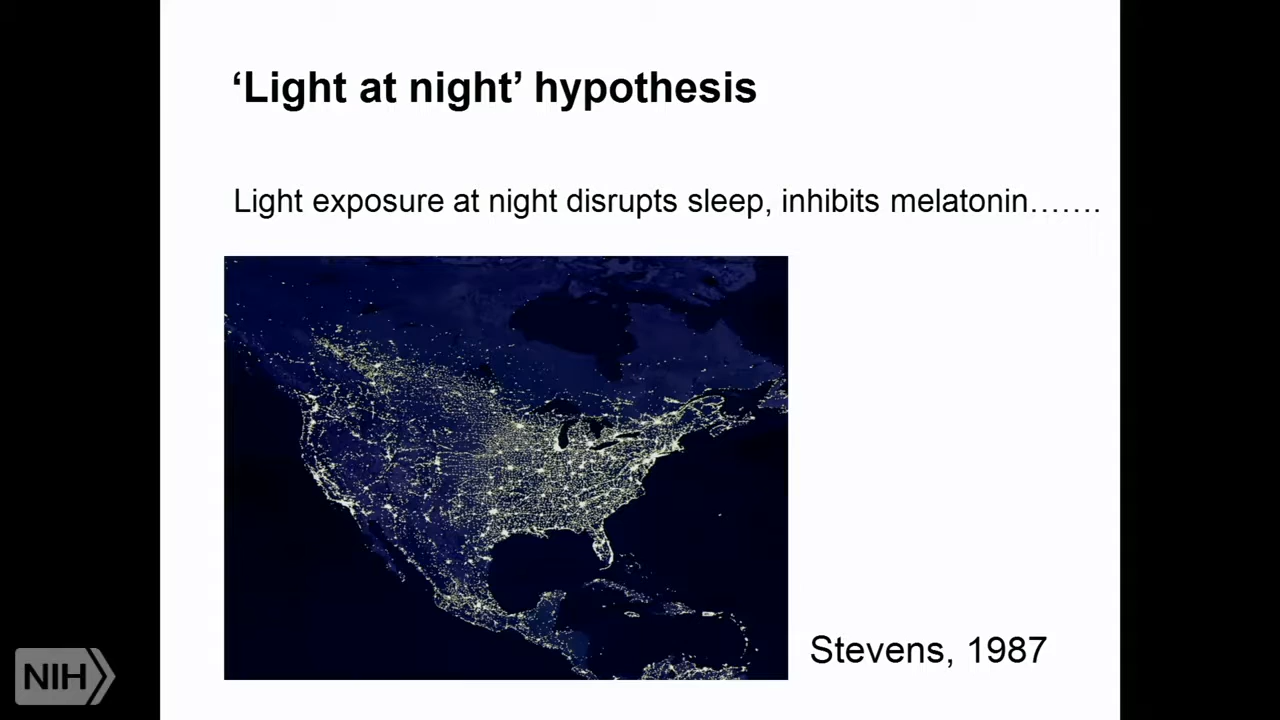 ‘Light at night’ hypothesis
Light exposure at night disrupts sleep, inhibits melatonin…….
Stevens, 1987
NIH